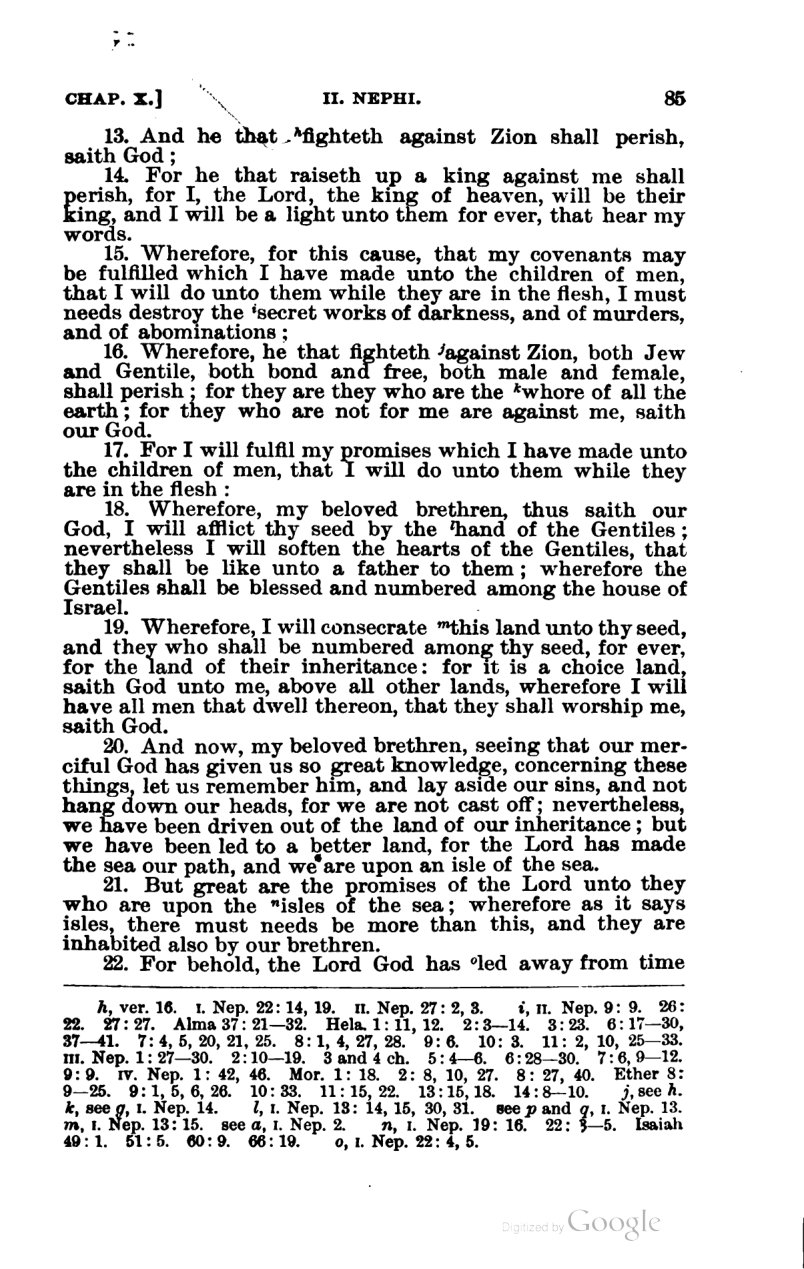 CHAP. X.] II. NEPHI. 85
13. And he that ʰfighteth against Zion shall perish,
saith God;
14. For he that raiseth up a king against me shall
perish, for I, the Lord, the king of heaven, will be their
king, and I will be a light unto them for ever, that hear my
words.
15. Wherefore, for this cause, that my covenants may
be fulfilled which I have made unto the children of men,
that I will do unto them while they are in the flesh, I must
needs destroy the ⁱsecret works of darkness, and of murders,
and of abominations;
16. Wherefore, he that fighteth ʲagainst Zion, both Jew
and Gentile, both bond and free, both male and female,
shall perish; for they are they who are the ᵏwhore of all the
earth; for they who are not for me are against me, saith
our God.
17. For I will fulfil my promises which I have made unto
the children of men, that I will do unto them while they
are in the flesh:
18. Wherefore, my beloved brethren, thus saith our
God, I will afflict thy seed by the ˡhand of the Gentiles;
nevertheless I will soften the hearts of the Gentiles, that
they shall be like unto a father to them; wherefore the
Gentiles shall be blessed and numbered among the house of
Israel.
19. Wherefore, I will consecrate ᵐthis land unto thy seed,
and they who shall be numbered among thy seed, for ever,
for the land of their inheritance: for it is a choice land,
saith God unto me, above all other lands, wherefore I will
have all men that dwell thereon, that they shall worship me,
saith God.
20. And now, my beloved brethren, seeing that our mer-
ciful God has given us so great knowledge, concerning these
things, let us remember him, and lay aside our sins, and not
hang down our heads, for we are not cast off; nevertheless,
we have been driven out of the land of our inheritance; but
we have been led to a better land, for the Lord has made
the sea our path, and we are upon an isle of the sea.
21. But great are the promises of the Lord unto they
who are upon the ⁿisles of the sea; wherefore as it says
isles, there must needs be more than this, and they are
inhabited also by our brethren.
22. For behold, the Lord God has ᵒled away from time
h, ver. 16. I. Nep. 22: 14, 19. II. Nep. 27: 2, 3. i, II. Nep. 9: 9. 26:
22. 27: 27. Alma 37: 21—32. Hela. 1: 11, 12. 2: 3—14. 3: 23. 6: 17—30,
37—41. 7: 4, 5, 20, 21, 25. 8: 1, 4, 27, 28. 9: 6. 10: 3. 11: 2, 10, 25—33.
III. Nep. 1: 27—30. 2: 10—19. 3 and 4 ch. 5: 4—6. 6: 28—30. 7: 6, 9—12.
9: 9. IV. Nep. 1: 42, 46. Mor. 1: 18. 2: 8, 10, 27. 8: 27, 40. Ether 8:
9—25. 9: 1, 5, 6, 26. 10: 33. 11: 15, 22. 13: 15, 18. 14: 8—10. j, see h.
k, see g, I. Nep. 14. l, I. Nep. 13: 14, 15, 30, 31. see p and q, I. Nep. 13.
m, I. Nep. 13: 15. see a, I. Nep. 2. n, I. Nep. 19: 16. 22: 3—5. Isaiah
49: 1. 51: 5. 60: 9. 66: 19. o, I. Nep. 22: 4, 5.
Digitized by Google